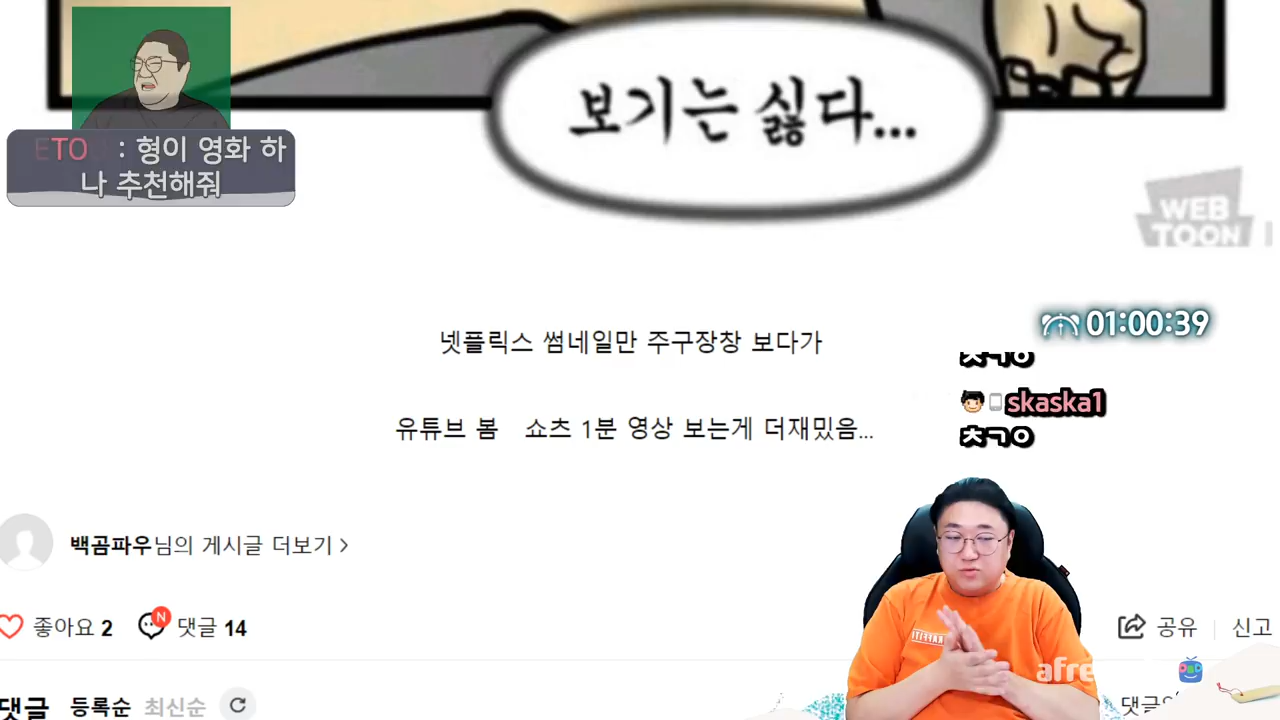 보기는 싫다...
ETO : 형이 영화 하
나 추천해줘
WEB
TOON
01:00:39
넷플릭스 썸네일만 주구장창 보다가
ㅊㄱㅇ
skaska1
유튜브 봄 쇼츠 1분 영상 보는게 더재밌음...
ㅊㄱㅇ
백곰파우님의 게시글 더보기 >
N
좋아요 2 댓글 14
공유 신고
afre
댓글 등록순 최신순